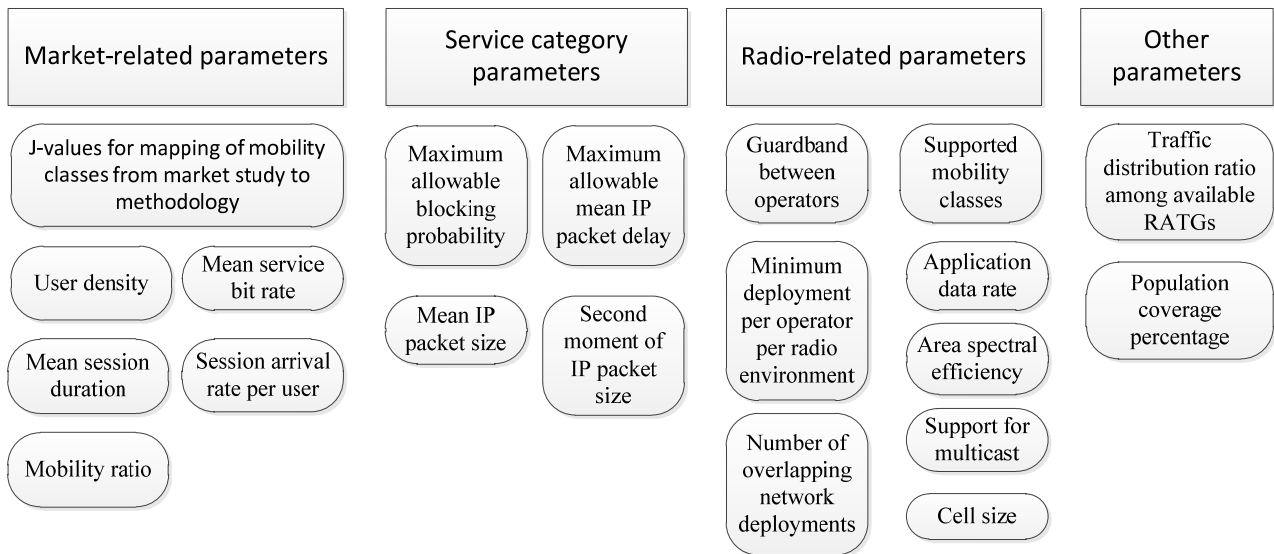 Market-related parameters
J-values for mapping of mobility
classes from market study to
methodology
User density
Mean service
bit rate
Mean session
duration
Session arrival
rate per user
Mobility ratio
Service category
parameters
Maximum
allowable
blocking
probability
Maximum
allowable
mean IP
packet delay
Mean IP
packet size
Second
moment of
IP packet
size
Radio-related parameters
Guardband
between
operators
Supported
mobility
classes
Minimum
deployment
per operator
per radio
environment
Application
data rate
Area spectral
efficiency
Number of
overlapping
network
deployments
Support for
multicast
Cell size
Other
parameters
Traffic
distribution ratio
among available
RATGs
Population
coverage
percentage